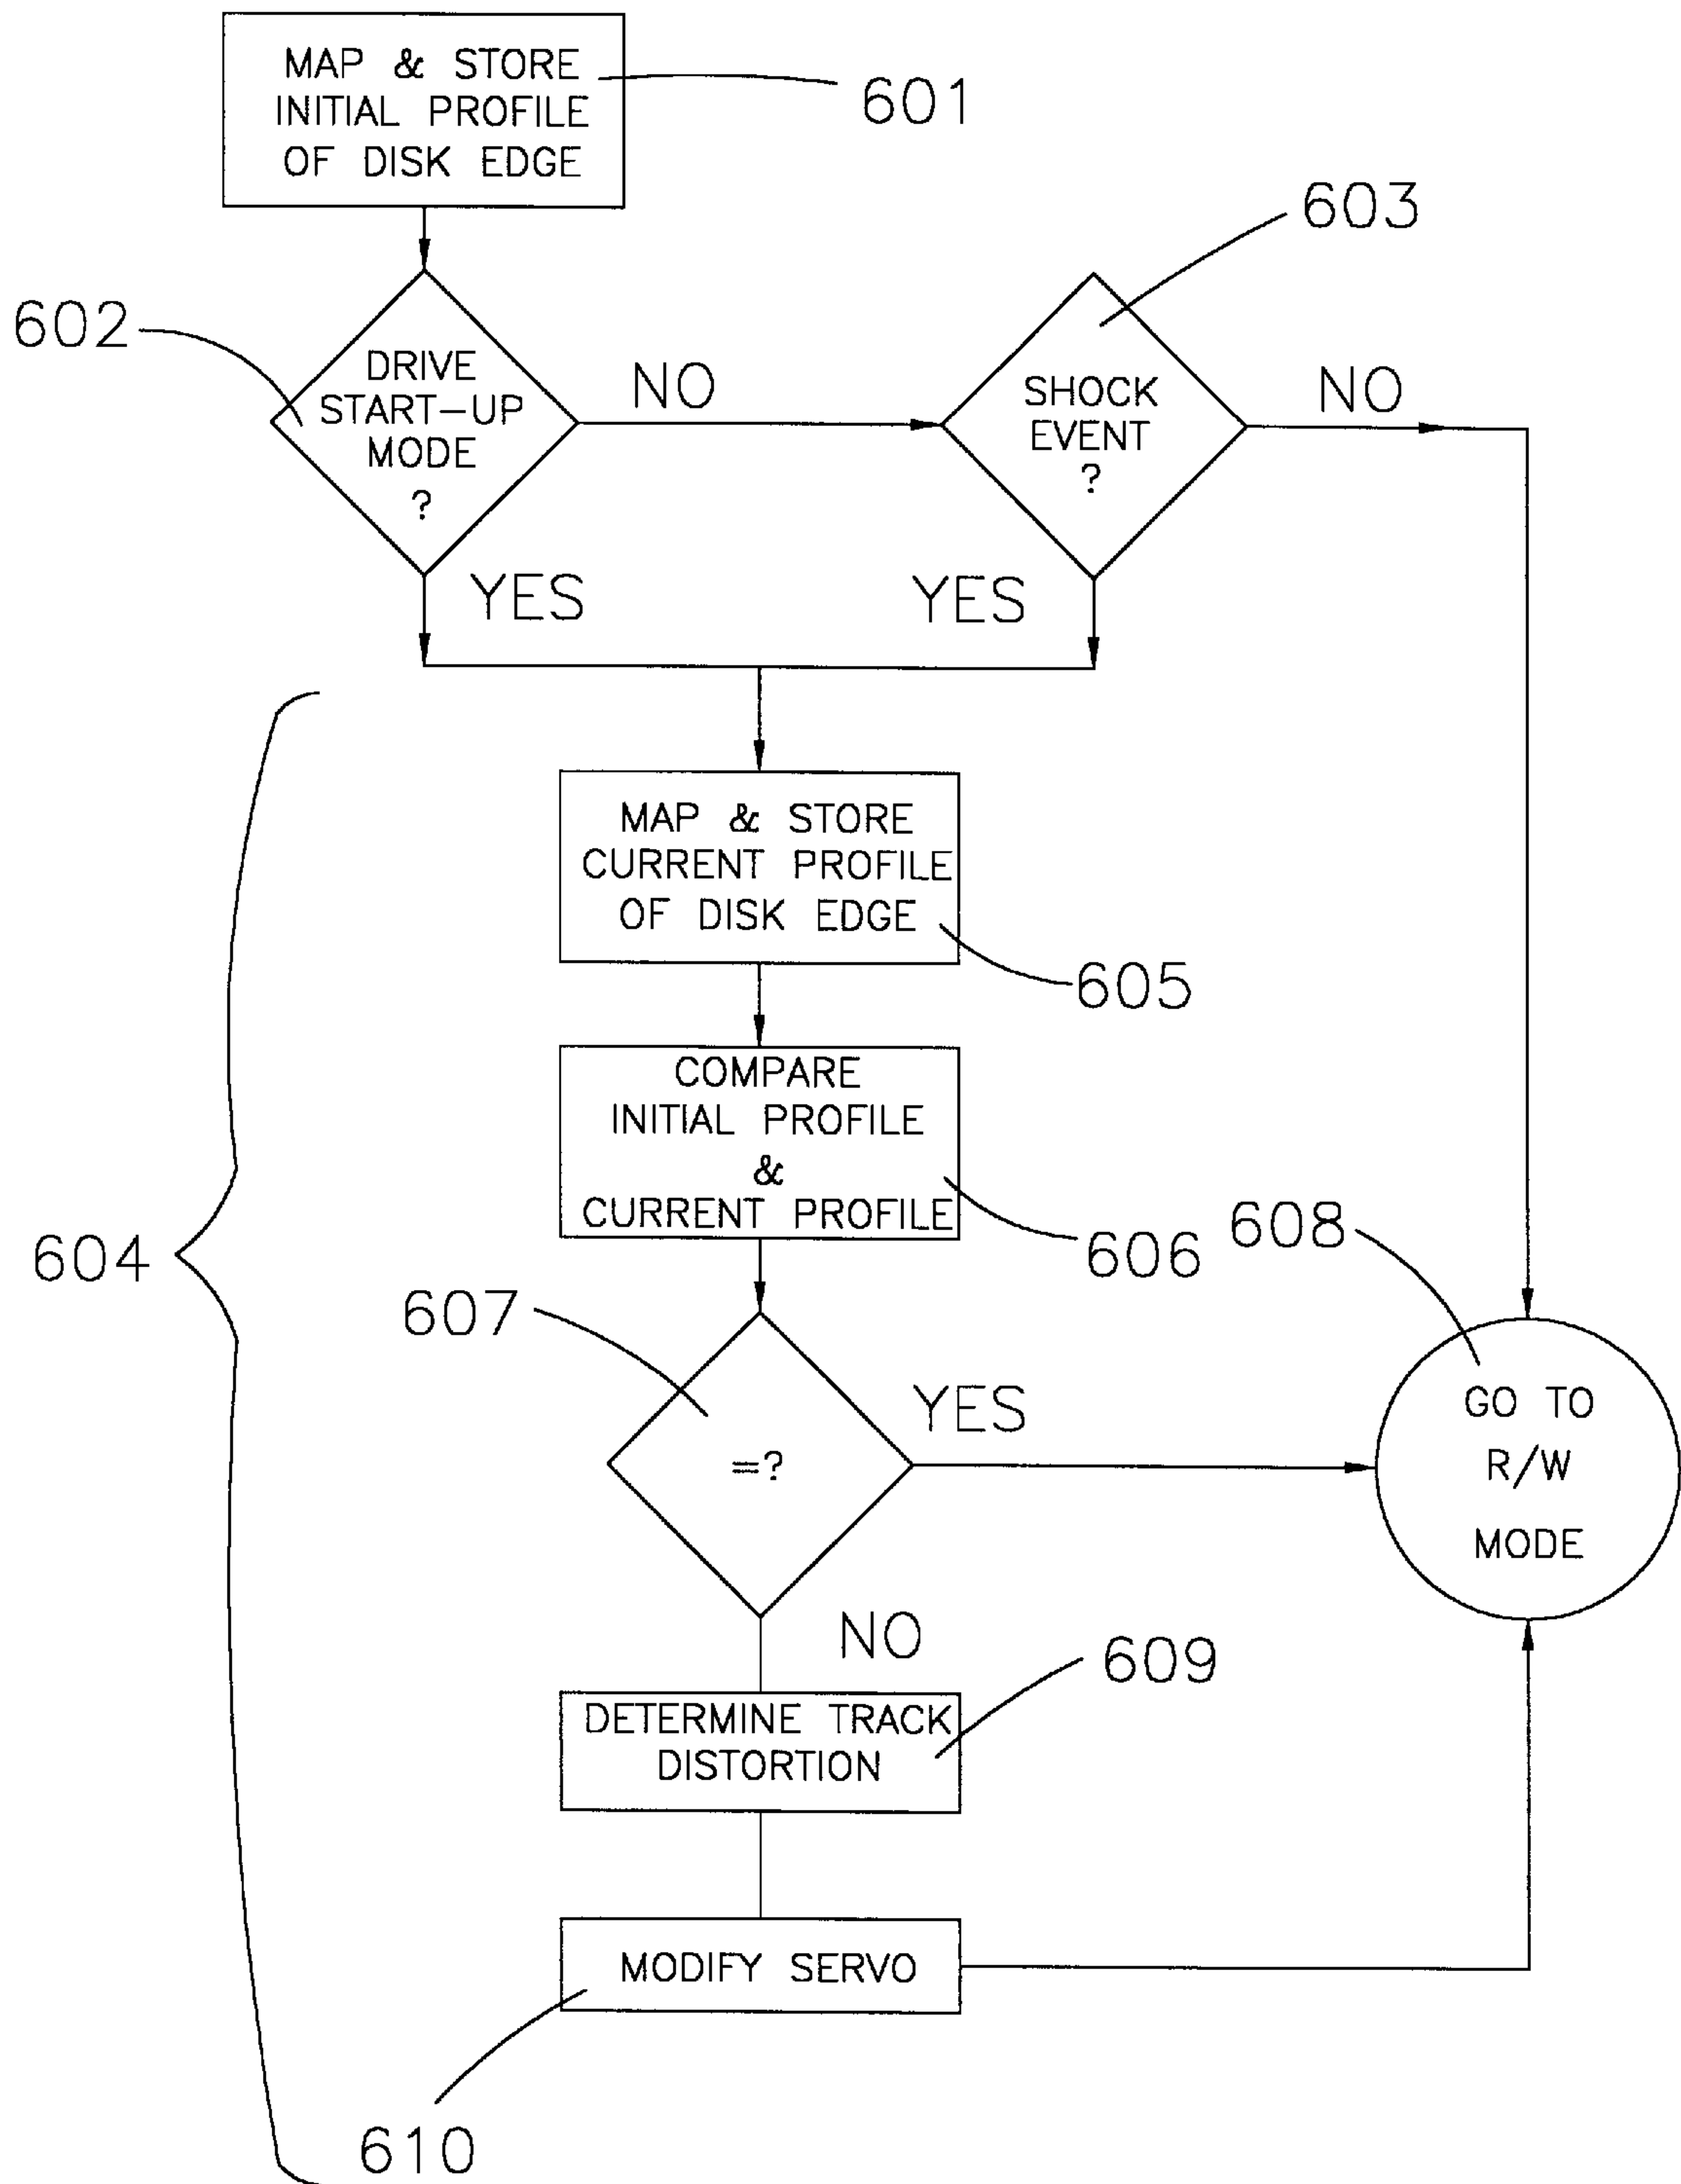 MAP & STORE
INITIAL PROFILE
OF DISK EDGE
601
602
DRIVE
START-UP
MODE
?
NO
603
SHOCK
EVENT
?
NO
YES
YES
604
MAP & STORE
CURRENT PROFILE
OF DISK EDGE
605
COMPARE
INITIAL PROFILE
&
CURRENT PROFILE
606
607
=?
YES
608
GO TO
R/W
MODE
NO
DETERMINE TRACK
DISTORTION
609
MODIFY SERVO
610